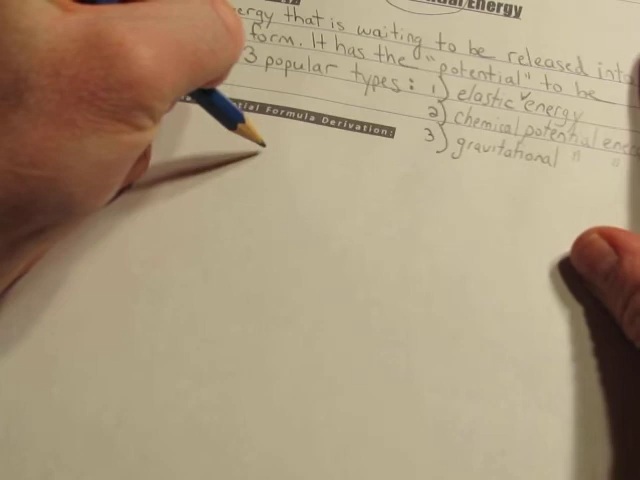 Energy
ergy that is waiting to be released into
form. It has the "potential" to be
3 popular types: 1) elastic energy
2) chemical potential ener
3) gravitational " "
tial Formula Derivation: